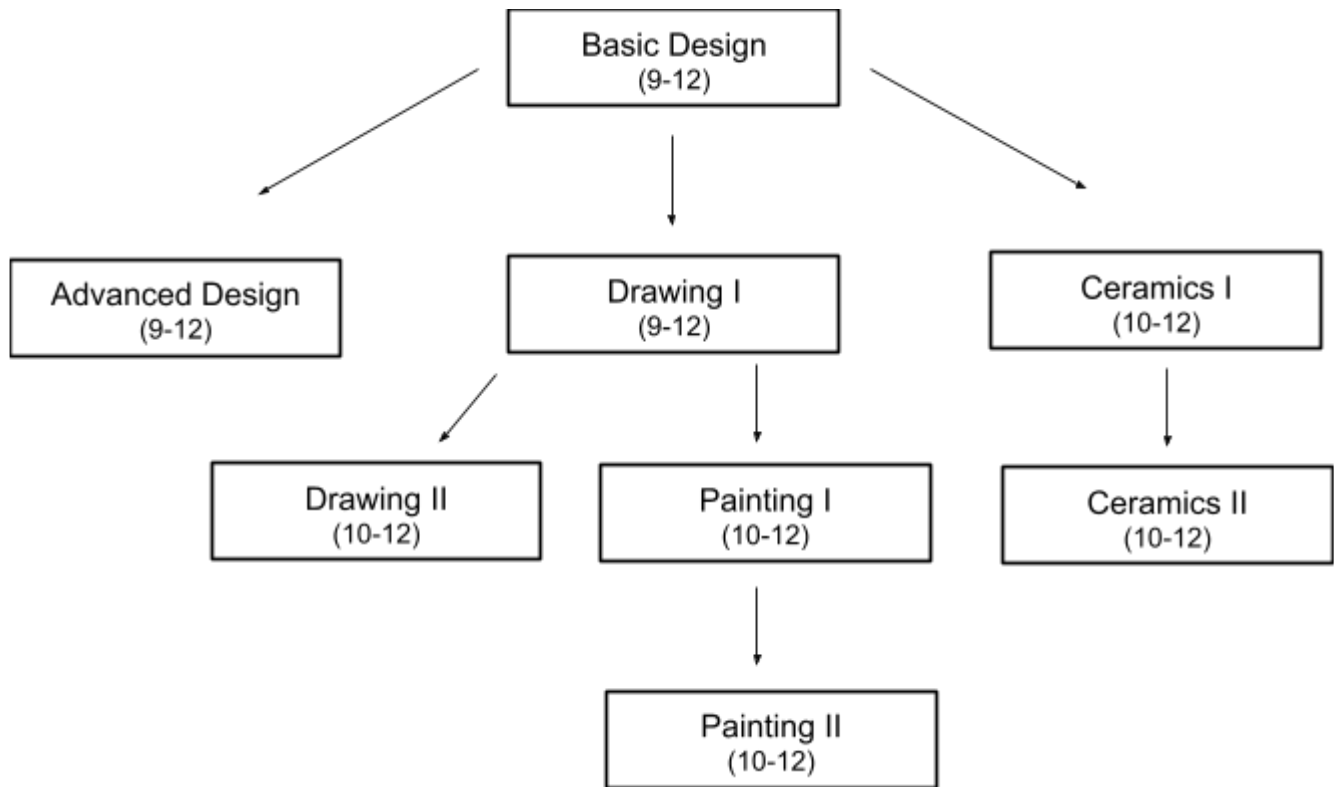 Basic Design
(9-12)
Advanced Design
(9-12)
Drawing I
(9-12)
Ceramics I
(10-12)
Drawing II
(10-12)
Painting I
(10-12)
Ceramics II
(10-12)
Painting II
(10-12)